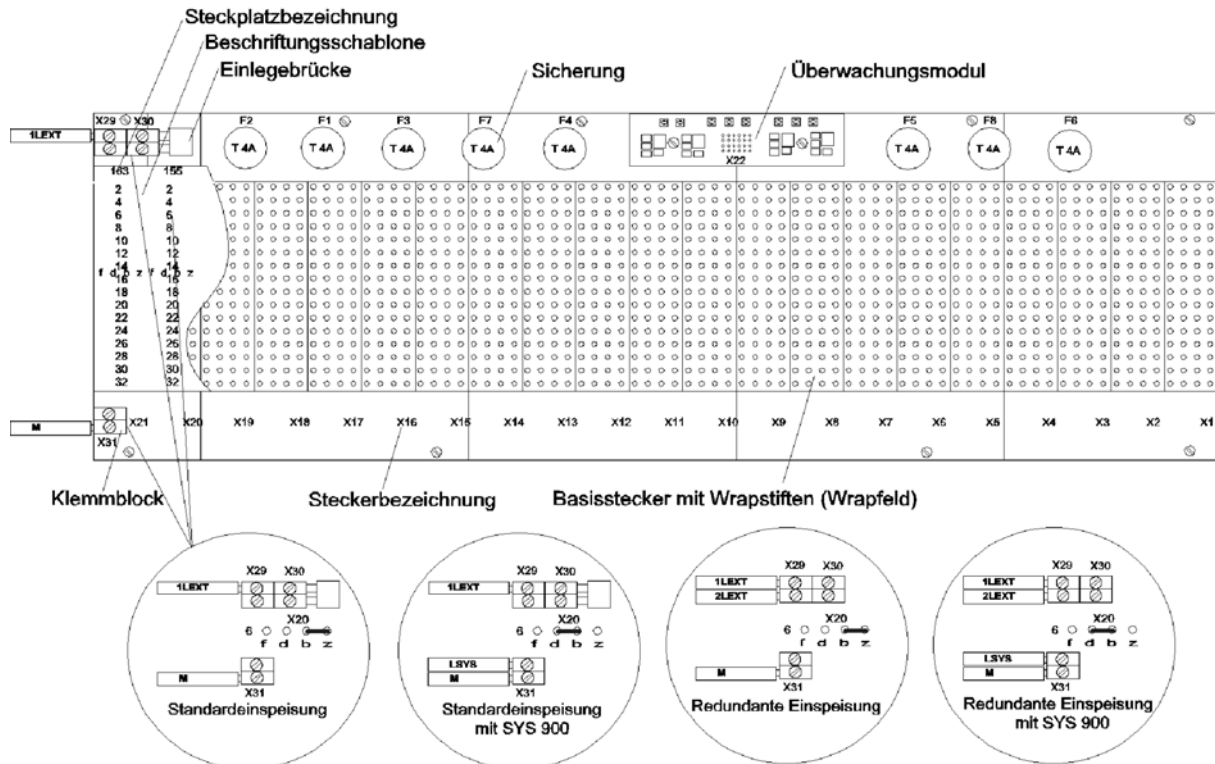 Steckplatzbezeichnung
Beschriftungsschablone
Einlegebrücke
Sicherung
Überwachungsmodul
X29 X30 F2 F1 F3 F7 F4 F5 F8 F6
1LEXT T 4A T 4A T 4A T 4A T 4A T 4A T 4A T 4A
X22
163 155
2 2
4 4
6 6
8 8
10 10
12 12
14 14
f d b z f d b z
16 16
18 18
20 20
22 22
24 24
26 26
28 28
30 30
32 32
M X21 X20 X19 X18 X17 X16 X15 X14 X13 X12 X11 X10 X9 X8 X7 X6 X5 X4 X3 X2 X1
X31
Klemmblock
Steckerbezeichnung
Basisstecker mit Wrapstiften (Wrapfeld)
X29 X30
1LEXT
X20
6
f d b z
M
X31
Standardeinspeisung
X29 X30
1LEXT
X20
6
f d b z
LSYS
M
X31
Standardeinspeisung
mit SYS 900
X29 X30
1LEXT
2LEXT
X20
6
f d b z
M
X31
Redundante Einspeisung
X29 X30
1LEXT
2LEXT
X20
6
f d b z
LSYS
M
X31
Redundante Einspeisung
mit SYS 900